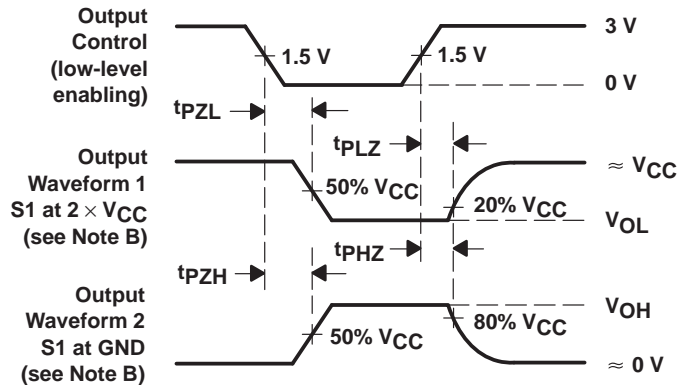 Output
Control
(low-level
enabling)
1.5 V
1.5 V
3 V
0 V
tPZL
tPLZ
Output
Waveform 1
S1 at 2 × VCC
(see Note B)
50% VCC
20% VCC
≈ VCC
VOL
tPZH
tPHZ
Output
Waveform 2
S1 at GND
(see Note B)
50% VCC
80% VCC
VOH
≈ 0 V